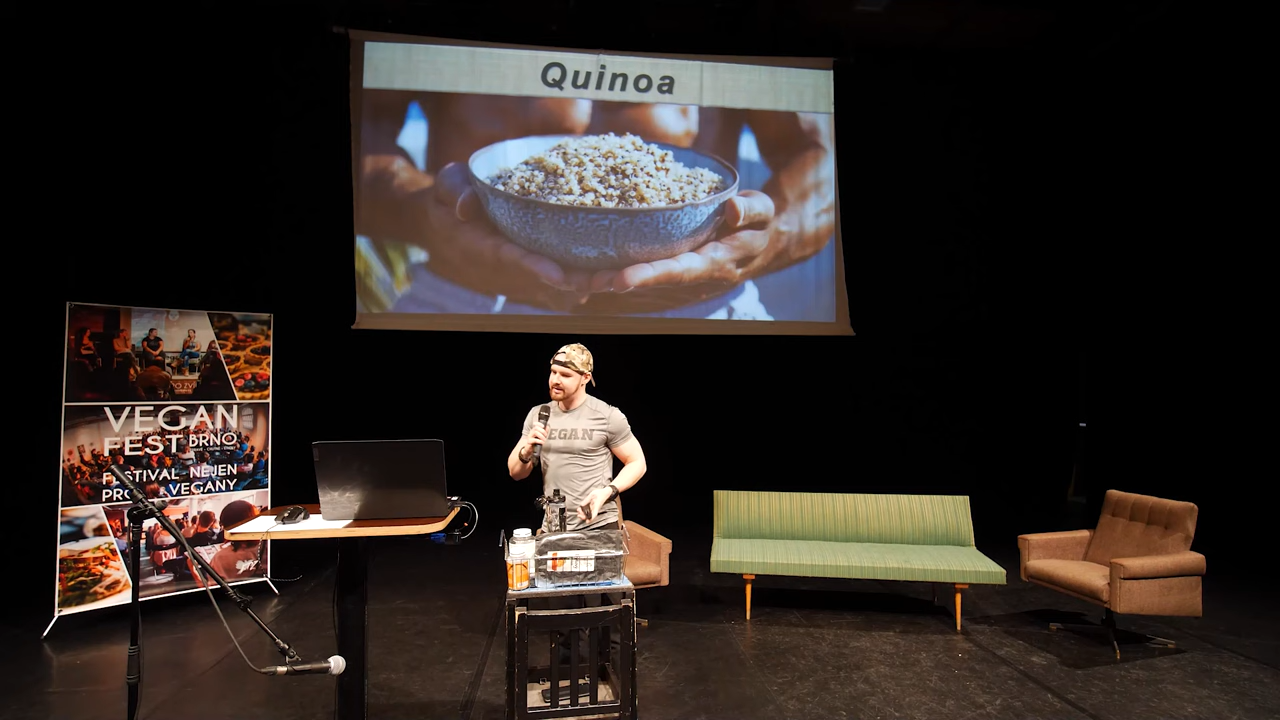 Quinoa
VEGAN
FEST BRNO
FESTIVAL NEJEN
PRO VEGANY
VEGAN